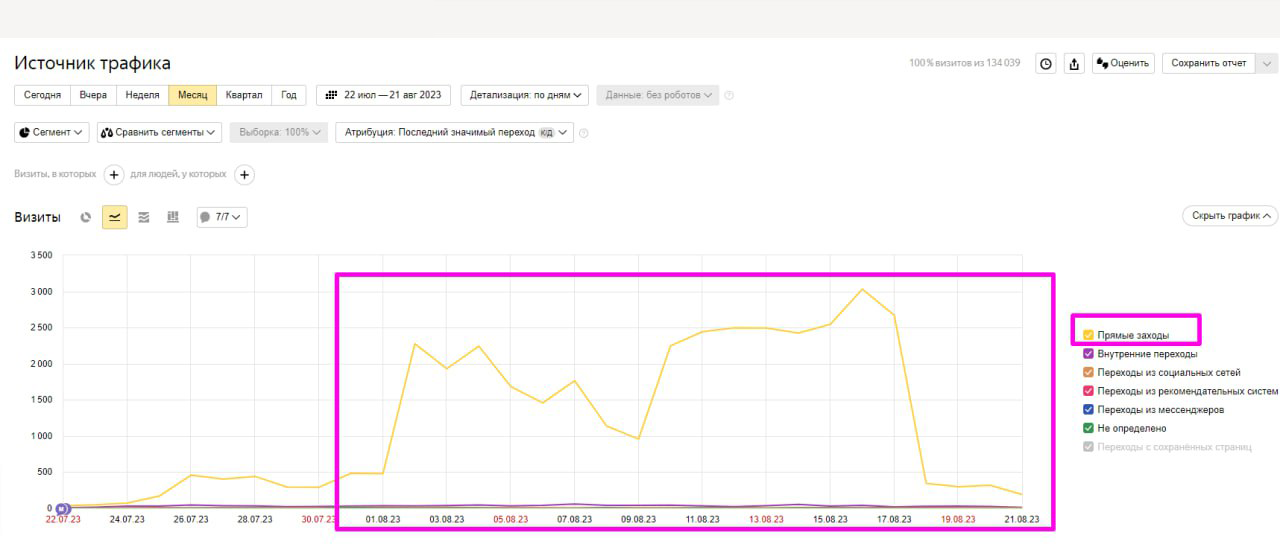 Источник трафика
100 % визитов из 134 039
Оценить
Сохранить отчет
Сегодня Вчера Неделя Месяц Квартал Год
22 июл — 21 авг 2023
Детализация: по дням
Данные: без роботов
Сегмент
Сравнить сегменты
Выборка: 100%
Атрибуция: Последний значимый переход к/д
Визиты, в которых + для людей, у которых +
Визиты
7/7
Скрыть график
3 500
3 000
2 500
2 000
1 500
1 000
500
0
22.07.23 24.07.23 26.07.23 28.07.23 30.07.23 01.08.23 03.08.23 05.08.23 07.08.23 09.08.23 11.08.23 13.08.23 15.08.23 17.08.23 19.08.23 21.08.23
Прямые заходы
Внутренние переходы
Переходы из социальных сетей
Переходы из рекомендательных систем
Переходы из мессенджеров
Не определено
Переходы с сохранённых страниц